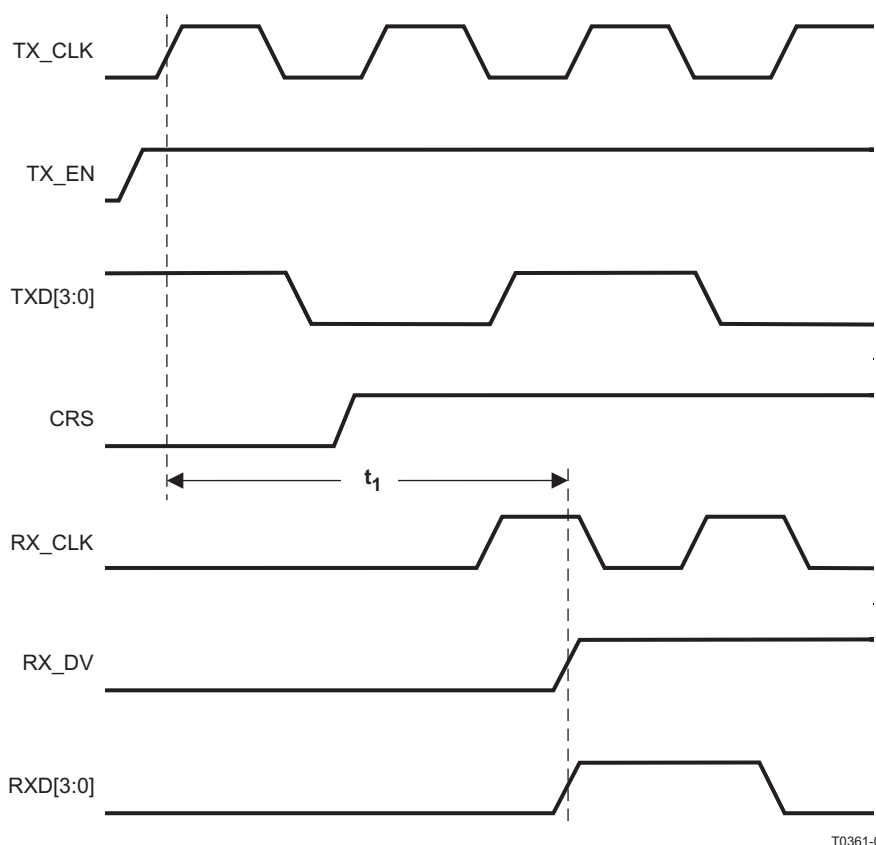 TX_CLK
TX_EN
TXD[3:0]
CRS
t1
RX_CLK
RX_DV
RXD[3:0]